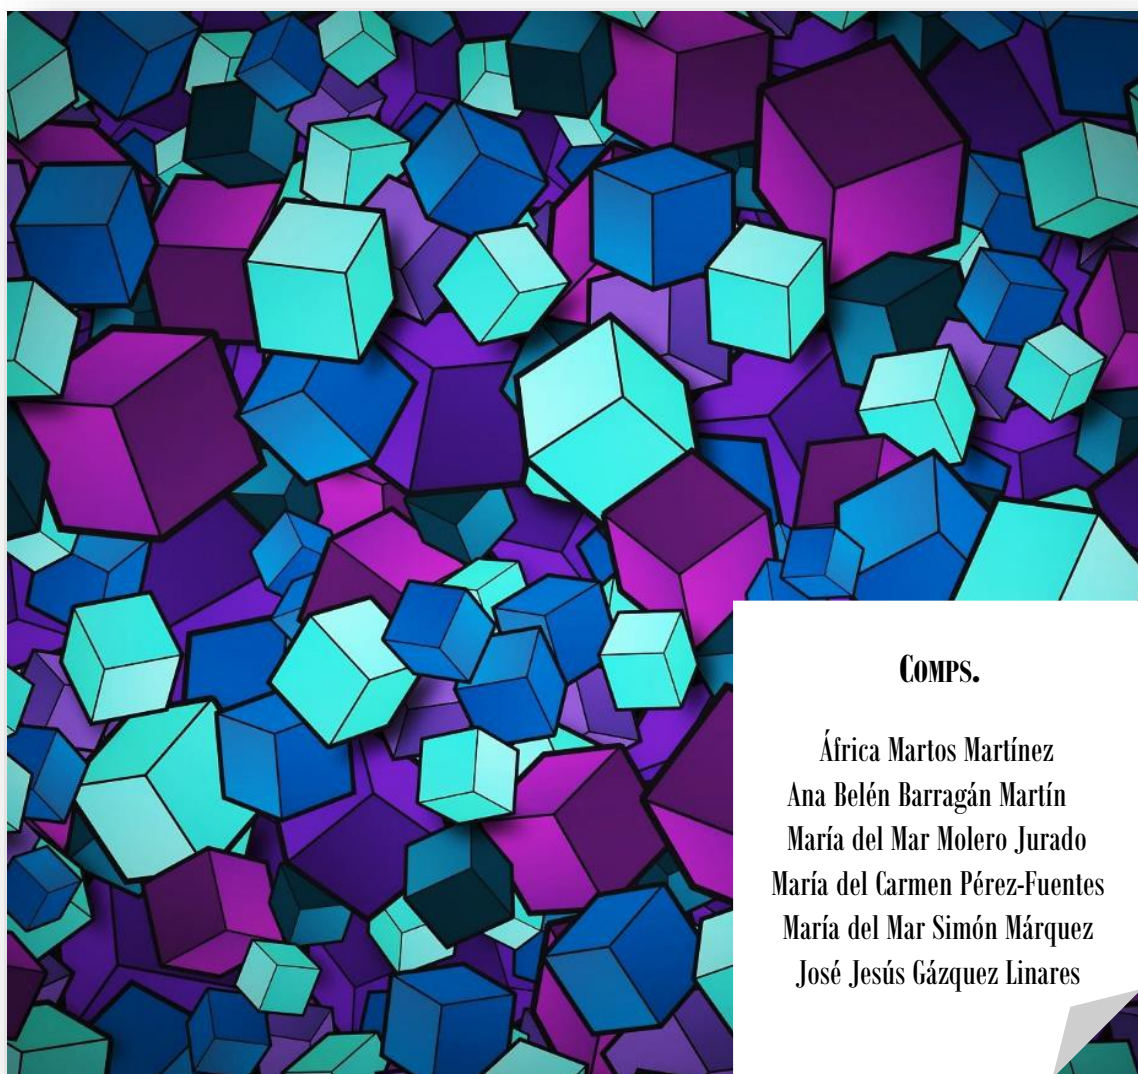 COMPS.
África Martos Martínez
Ana Belén Barragán Martín
María del Mar Molero Jurado
María del Carmen Pérez-Fuentes
María del Mar Simón Márquez
José Jesús Gázquez Linares